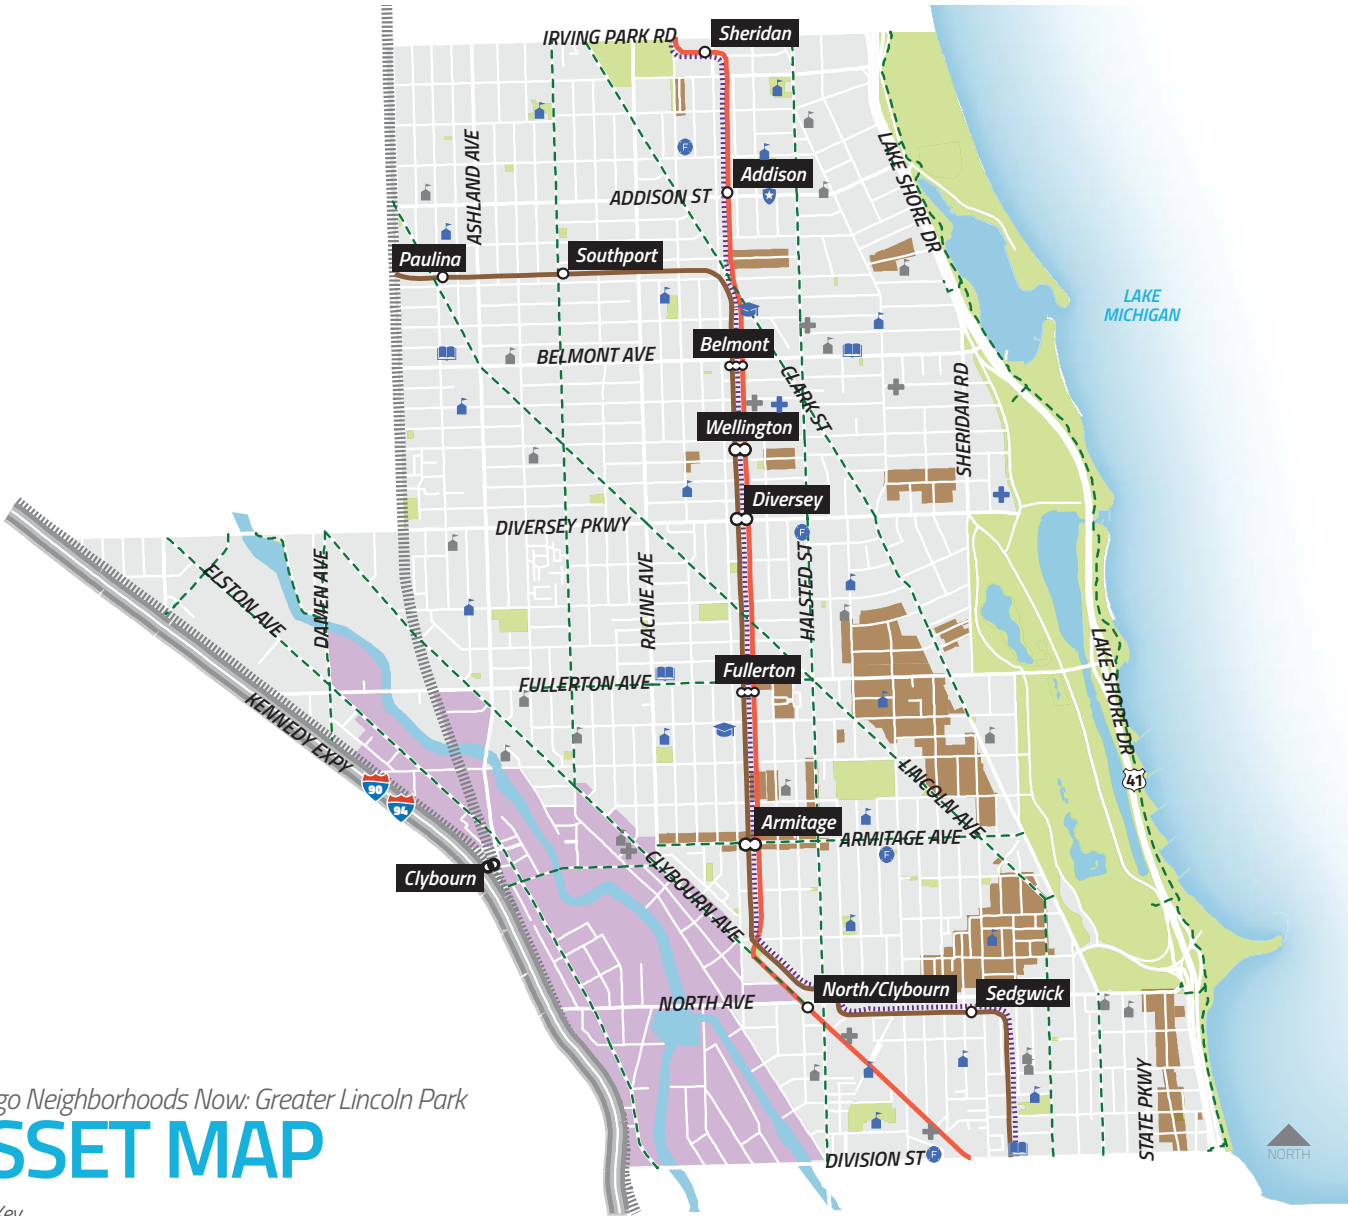 IRVING PARK RD
Sheridan
ASHLAND AVE
LAKE SHORE DR
Addison
ADDISON ST
Paulina
Southport
LAKE
MICHIGAN
Belmont
BELMONT AVE
CLARK ST
SHERIDAN RD
Wellington
Diversey
DIVERSEY PKWY
ELSTON AVE
DAMEN AVE
RACINE AVE
HALSTED ST
Fullerton
FULLERTON AVE
LAKE SHORE DR
KENNEDY EXPY
90
94
41
LINCOLN AVE
Armitage
ARMITAGE AVE
Clybourn
CLYBOURN AVE
North/Clybourn
Sedgwick
NORTH AVE
STATE PKWY
DIVISION ST
F
F
F
F
NORTH
go Neighborhoods Now: Greater Lincoln Park
SSET MAP